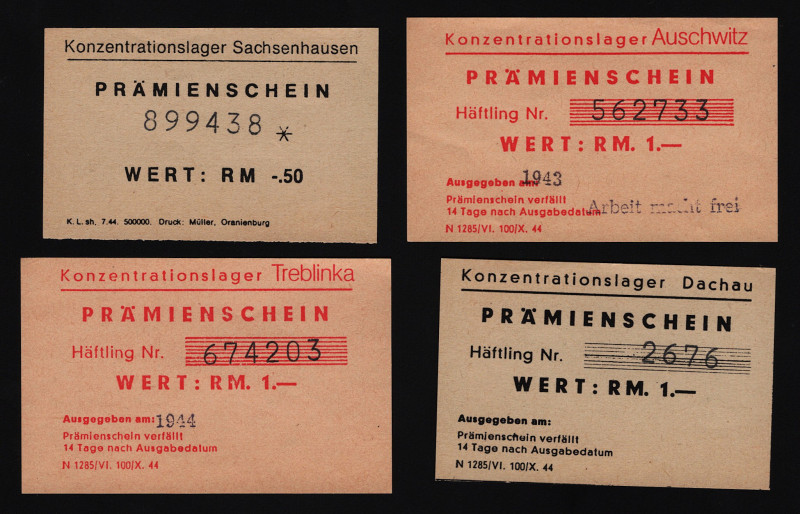 Konzentrationslager Sachsenhausen
PRÄMIENSCHEIN
899438 *
WERT: RM -.50
K. L. sh. 7.44. 500000. Druck: Müller, Oranienburg
Konzentrationslager Auschwitz
PRÄMIENSCHEIN
Häftling Nr. 562733
WERT: RM. 1.—
Ausgegeben am: 1943
Prämienschein verfällt
14 Tage nach Ausgabedatum
Arbeit macht frei
N 1285/VI. 100/X. 44
Konzentrationslager Treblinka
PRÄMIENSCHEIN
Häftling Nr. 674203
WERT: RM. 1.—
Ausgegeben am: 1944
Prämienschein verfällt
14 Tage nach Ausgabedatum
N 1285/VI. 100/X. 44
Konzentrationslager Dachau
PRÄMIENSCHEIN
Häftling Nr. 2676
WERT: RM. 1.—
Ausgegeben am:
Prämienschein verfällt
14 Tage nach Ausgabedatum
N 1285/VI. 100/X. 44